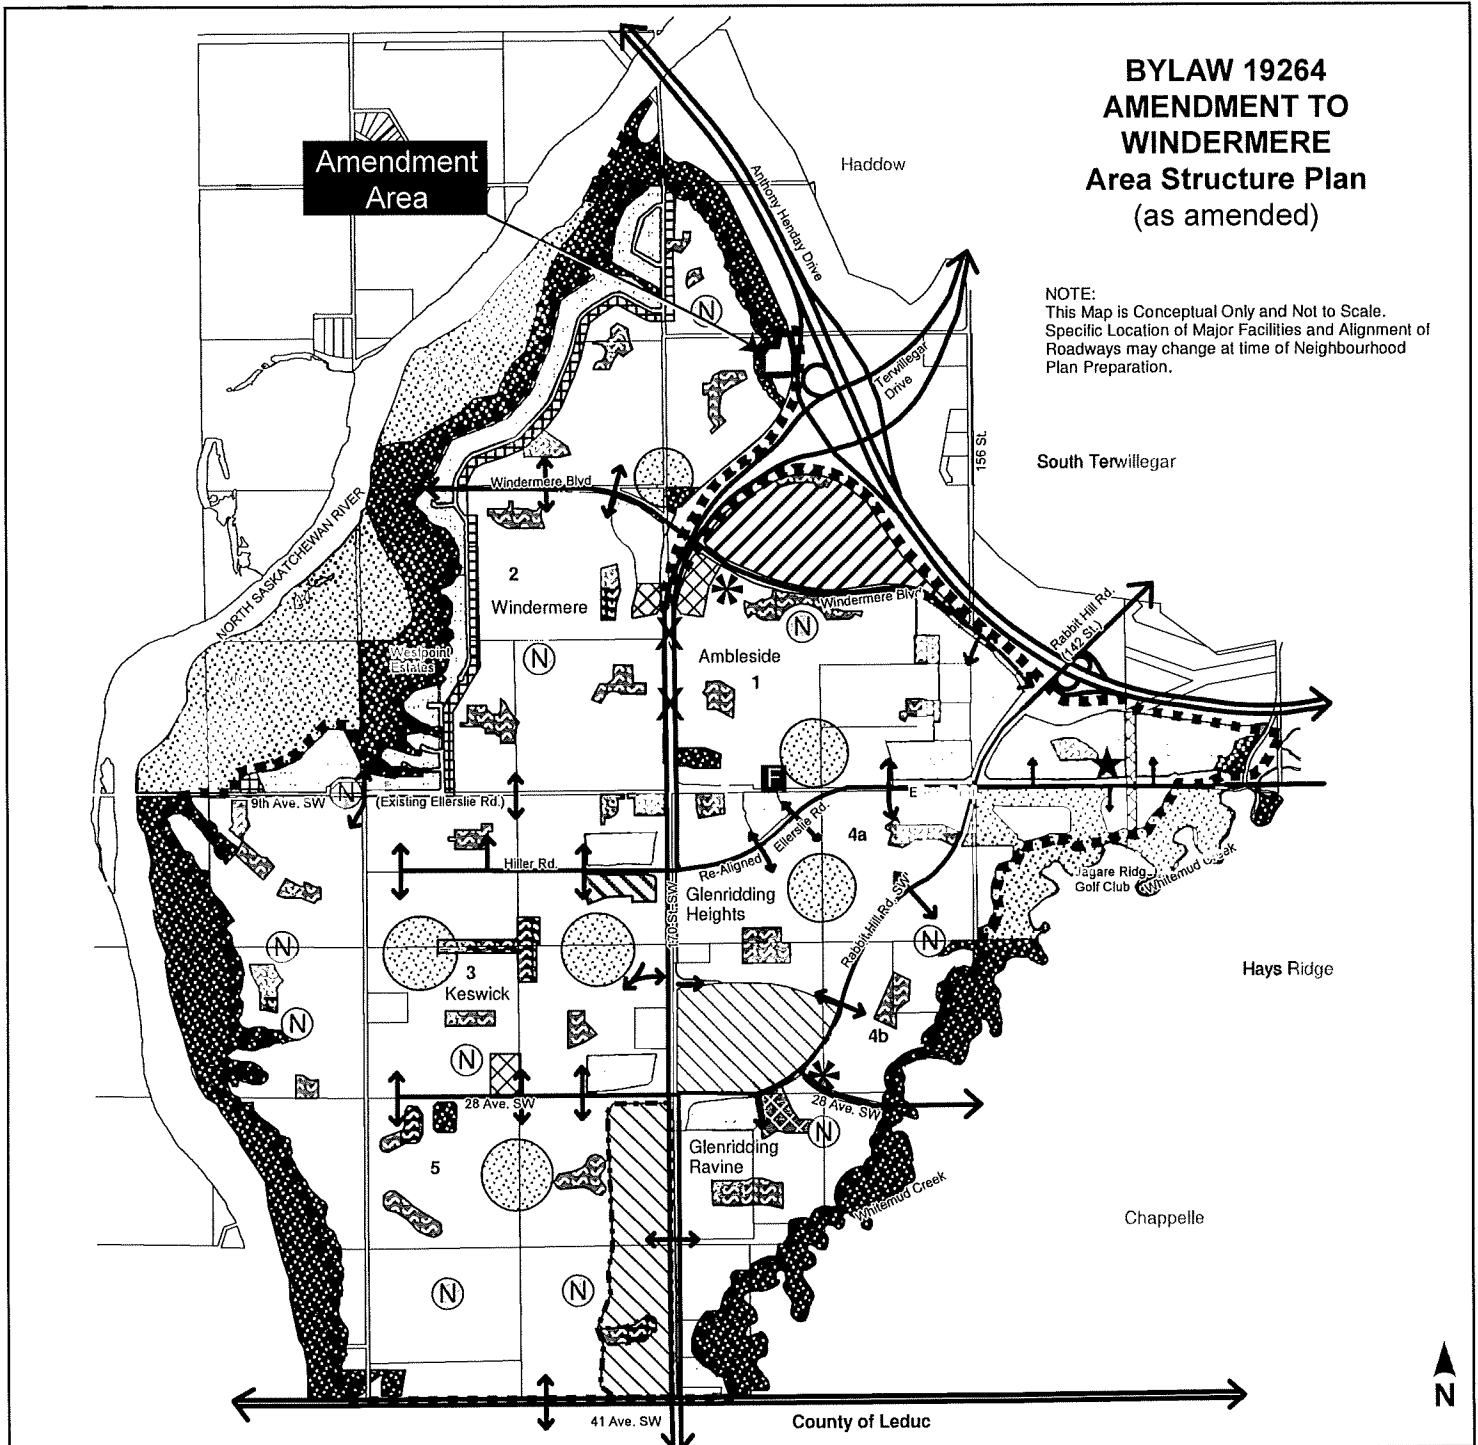 BYLAW 19264
AMENDMENT TO
WINDERMERE
Area Structure Plan
(as amended)
Amendment
Area
Haddow
Anthony Henday Drive
NOTE:
This Map is Conceptual Only and Not to Scale.
Specific Location of Major Facilities and Alignment of
Roadways may change at time of Neighbourhood
Plan Preparation.
N
Terwillegar
Drive
156 St.
South Terwillegar
Windermere Blvd
NORTH SASKATCHEWAN RIVER
2
Windermere
Windermere Blvd
N
Rabbit Hill Rd.
(142 St.)
Westpoint
Estates
N
Ambleside
1
F
N
9th Ave. SW
(Existing Ellerslie Rd.)
E
Re-Aligned
Ellerslie Rd.
4a
Hiller Rd.
Glenridding
Heights
170 St. SW
Rabbit Hill Rd. SW
Jagare Ridge
Golf Club
Whitemud Creek
N
N
3
Keswick
Hays Ridge
N
4b
N
28 Ave. SW
28 Ave. SW
N
Glenridding
Ravine
5
Whitemud Creek
Chappelle
N
N
N
41 Ave. SW
County of Leduc